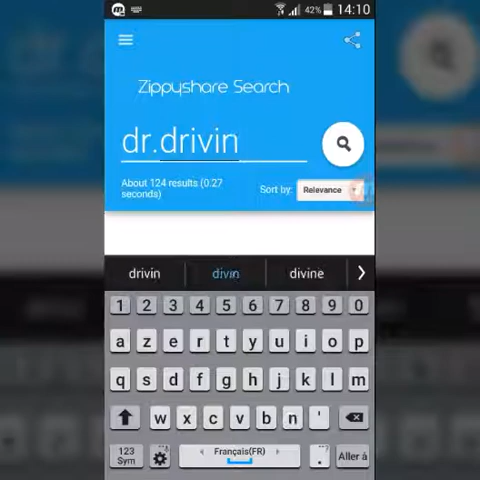 42% 14:10
Zippyshare Search
dr.drivin
About 124 results (0.27
seconds)
Sort by: Relevance
drivin divin divine
1 2 3 4 5 6 7 8 9 0
a z e r t y u i o p
q s d f g h j k l m
w x c v b n '
123
Sym
Français(FR)
.
Aller à